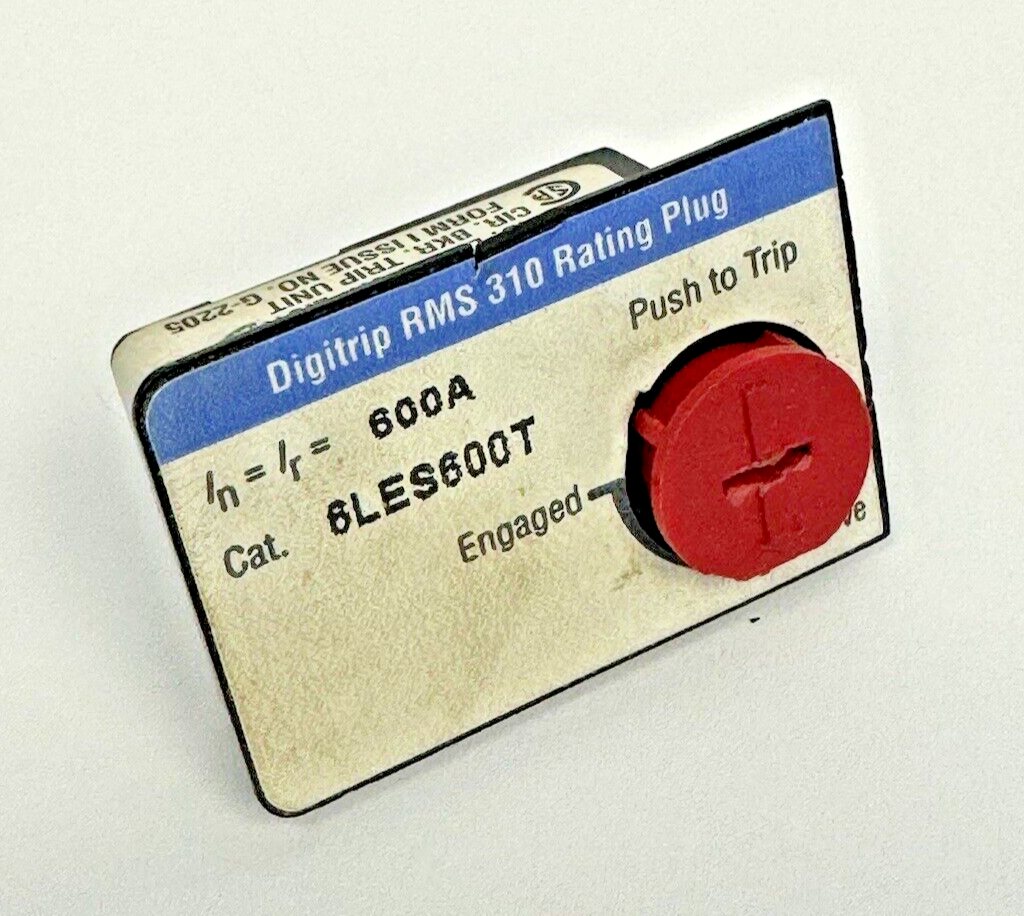 Digitrip RMS 310 Rating Plug
Push to Trip
In = Ir = 600A
Cat. 6LES600T
Engaged
CIR. BKR. TRIP UNIT
FORM I ISSUE NO. G-2205